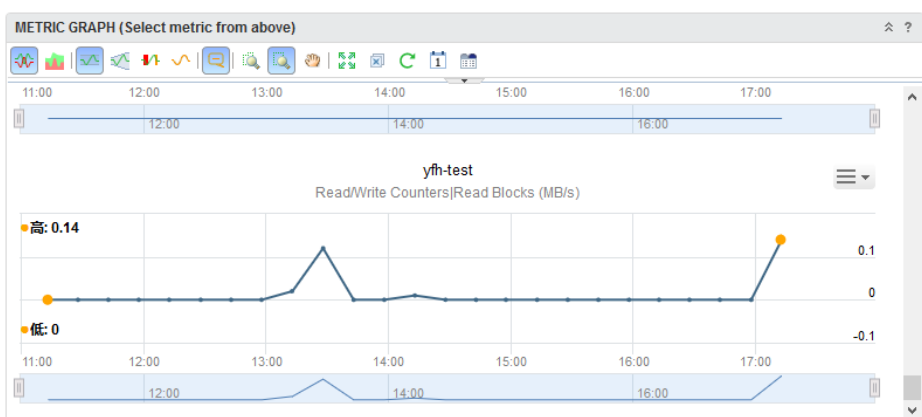 METRIC GRAPH (Select metric from above)
?
1
11:00 12:00 13:00 14:00 15:00 16:00 17:00
12:00 14:00 16:00
yfh-test
Read/Write Counters|Read Blocks (MB/s)
高: 0.14
0.1
0
低: 0
-0.1
11:00 12:00 13:00 14:00 15:00 16:00 17:00
12:00 14:00 16:00